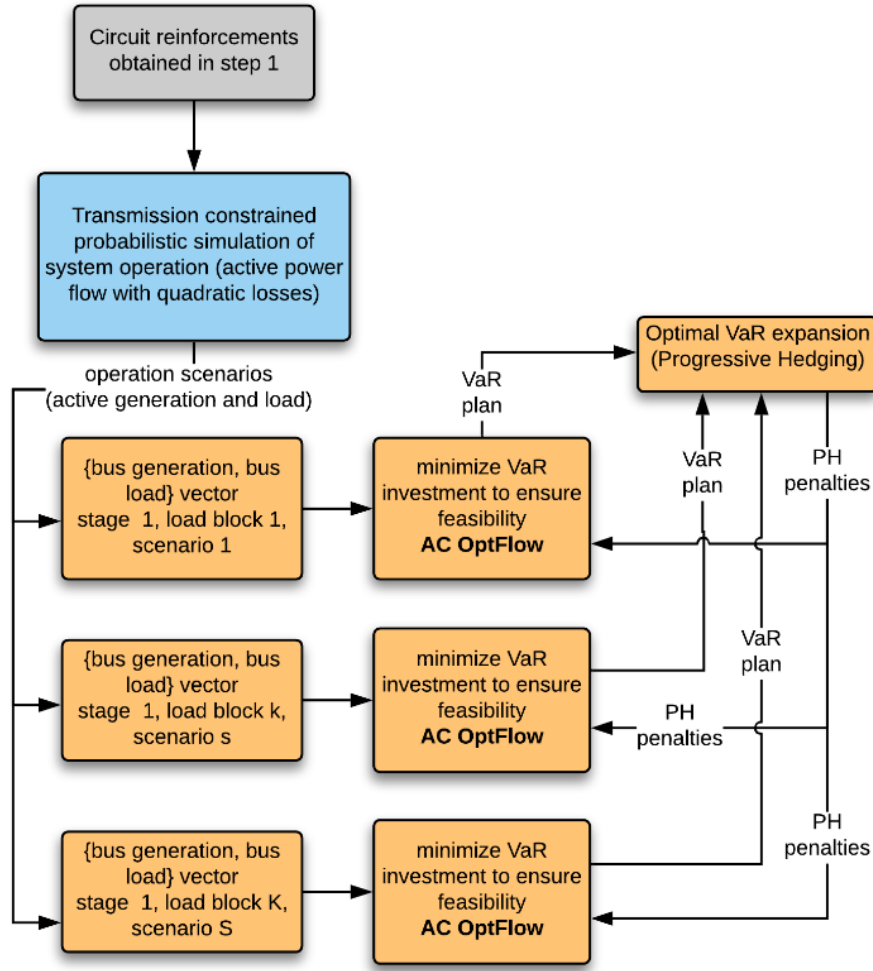 Circuit reinforcements
obtained in step 1
Transmission constrained
probabilistic simulation of
system operation (active power
flow with quadratic losses)
operation scenarios
(active generation and load)
Optimal VaR expansion
(Progressive Hedging)
VaR
plan
{bus generation, bus
load} vector
stage 1, load block 1,
scenario 1
minimize VaR
investment to ensure
feasibility
AC OptFlow
VaR
plan
PH
penalties
{bus generation, bus
load} vector
stage 1, load block k,
scenario s
minimize VaR
investment to ensure
feasibility
AC OptFlow
VaR
plan
PH
penalties
{bus generation, bus
load} vector
stage 1, load block K,
scenario S
minimize VaR
investment to ensure
feasibility
AC OptFlow
PH
penalties